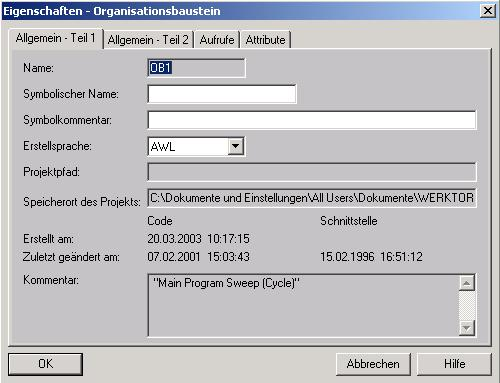 Eigenschaften - Organisationsbaustein
Allgemein - Teil 1 Allgemein - Teil 2 Aufrufe Attribute
Name: OB1
Symbolischer Name:
Symbolkommentar:
Erstellsprache: AWL
Projektpfad:
Speicherort des Projekts: C:\Dokumente und Einstellungen\All Users\Dokumente\WERKTOR
Code Schnittstelle
Erstellt am: 20.03.2003 10:17:15
Zuletzt geändert am: 07.02.2001 15:03:43 15.02.1996 16:51:12
Kommentar: "Main Program Sweep (Cycle)"
OK Abbrechen Hilfe